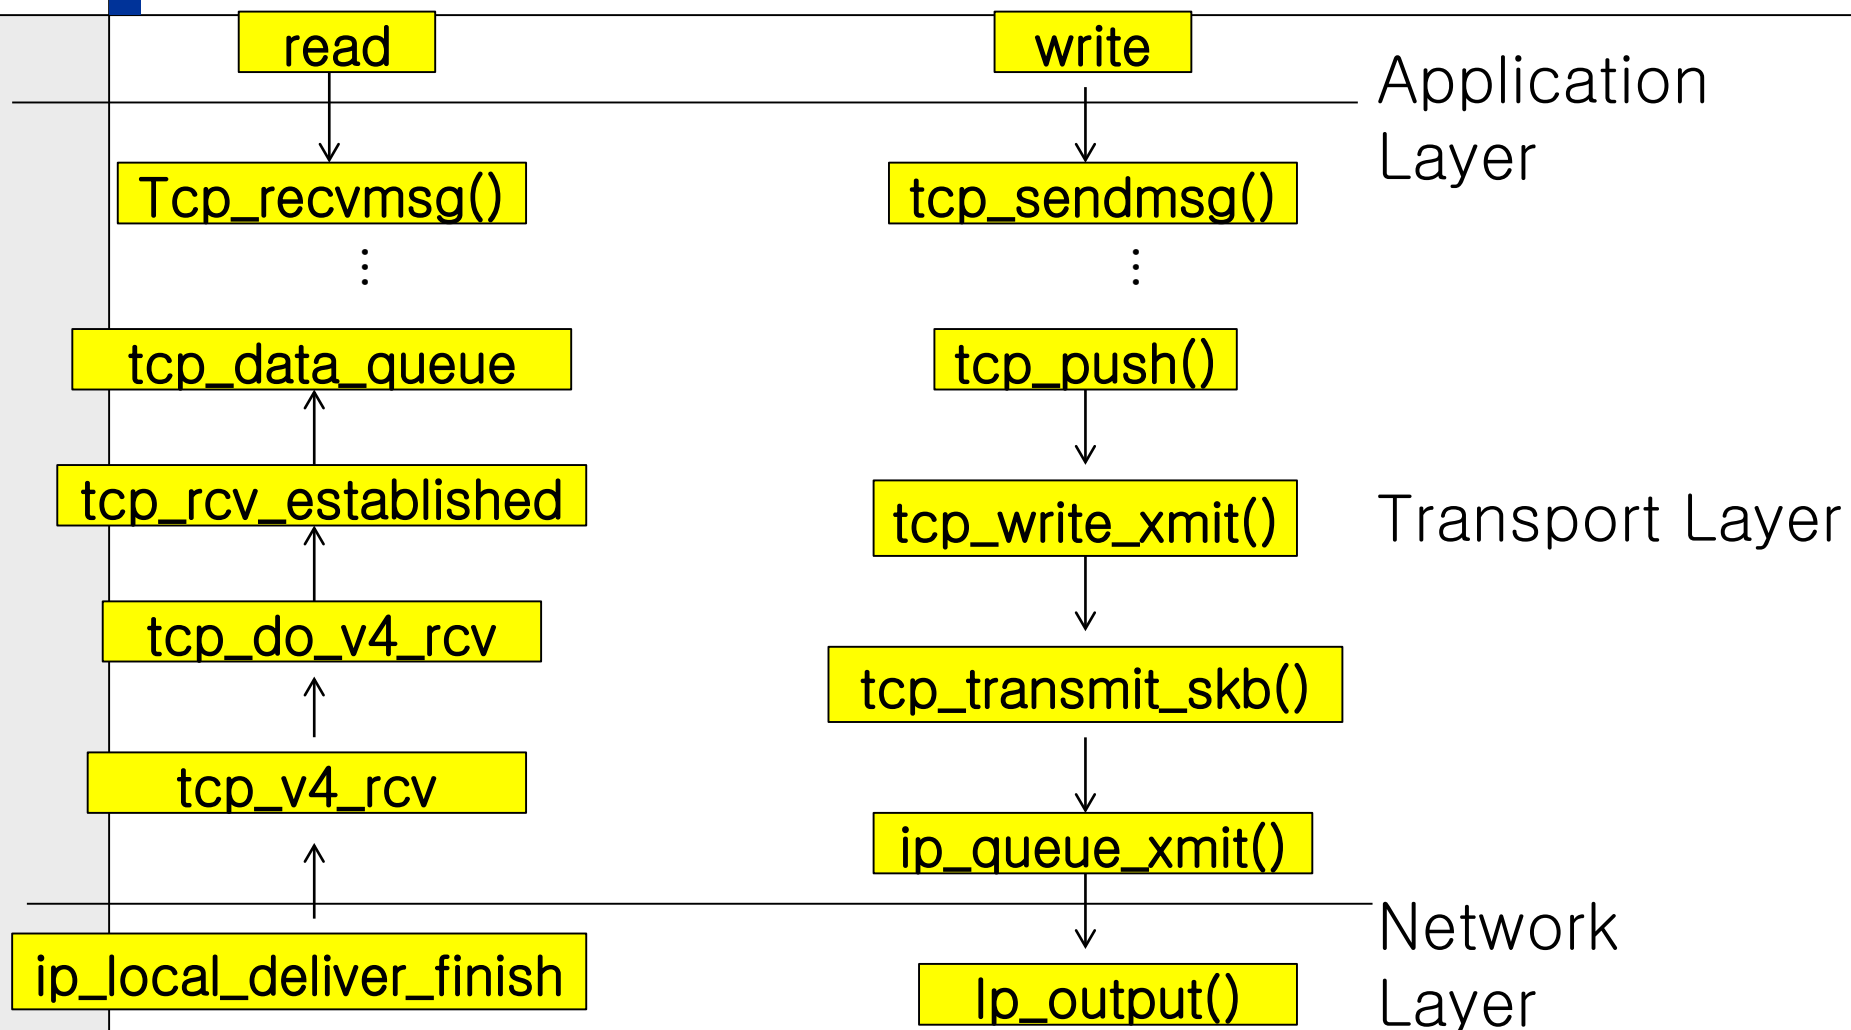 read
write
Application
Layer
Tcp_recvmsg()
tcp_sendmsg()
⋮
⋮
tcp_data_queue
tcp_push()
tcp_rcv_established
tcp_write_xmit()
Transport Layer
tcp_do_v4_rcv
tcp_transmit_skb()
tcp_v4_rcv
ip_queue_xmit()
Network
Layer
ip_local_deliver_finish
Ip_output()